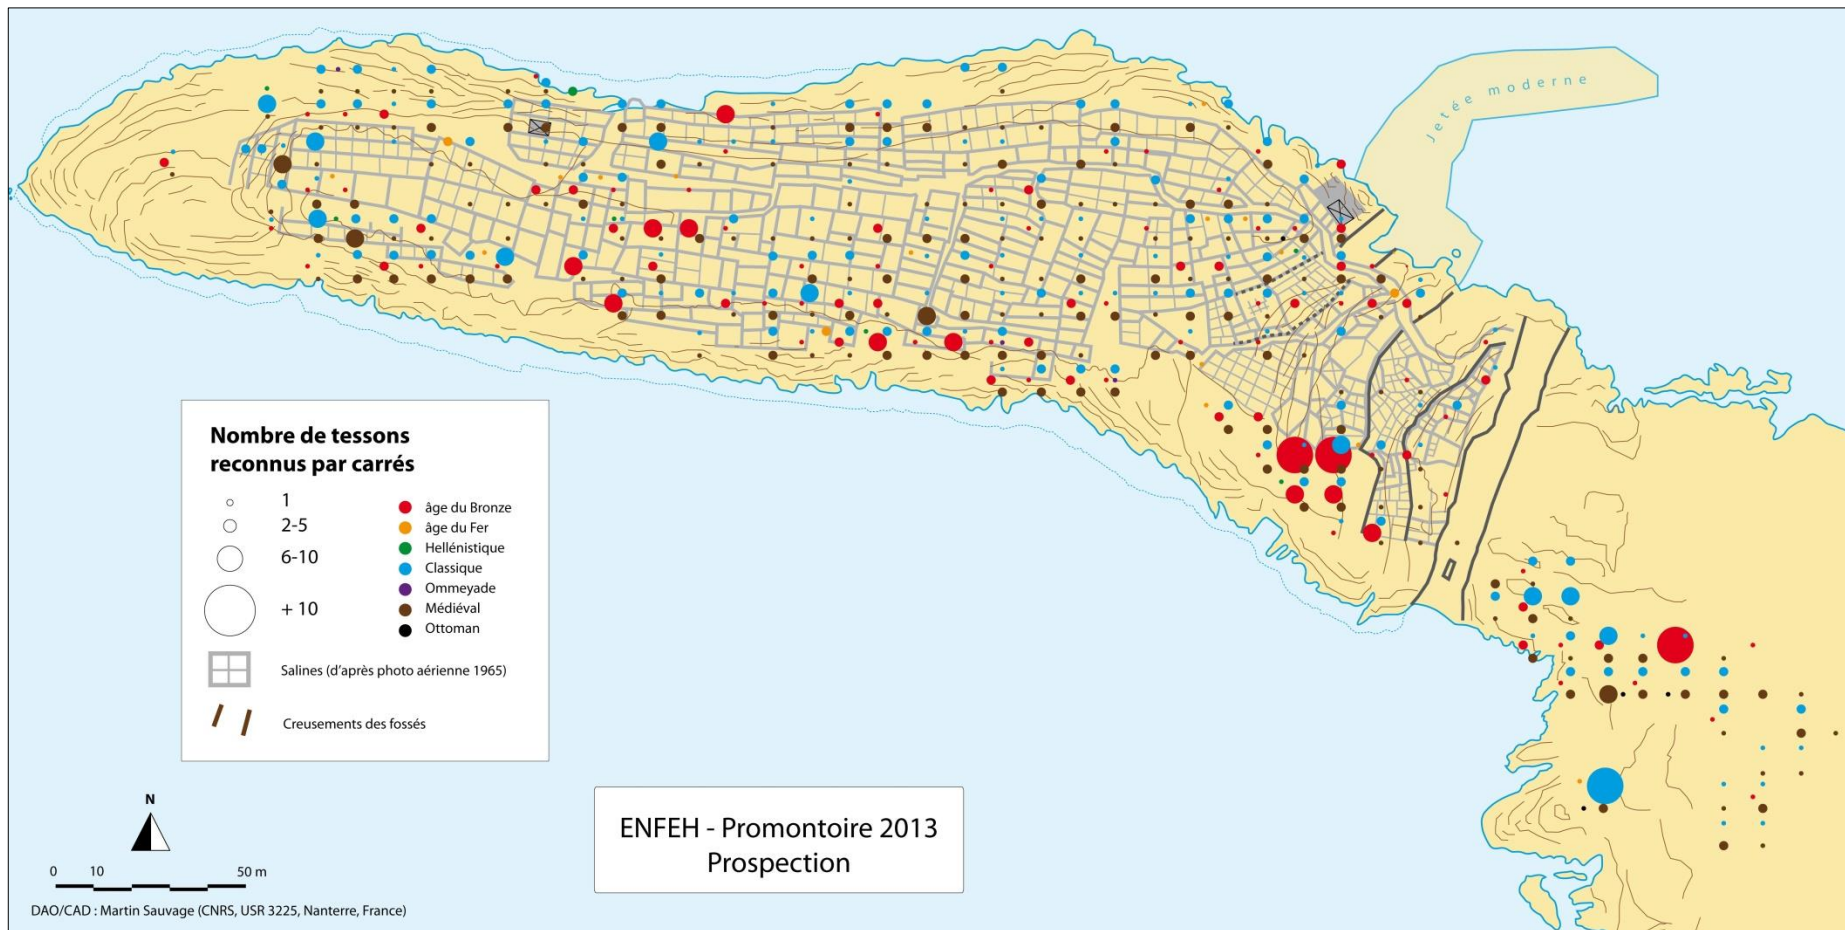 Jetée moderne
Nombre de tessons
reconnus par carrés
1
2-5
6-10
+ 10
âge du Bronze
âge du Fer
Hellénistique
Classique
Ommeyade
Médiéval
Ottoman
Salines (d'après photo aérienne 1965)
Creusements des fossés
N
0 10 50 m
DAO/CAD : Martin Sauvage (CNRS, USR 3225, Nanterre, France)
ENFEH - Promontoire 2013
Prospection